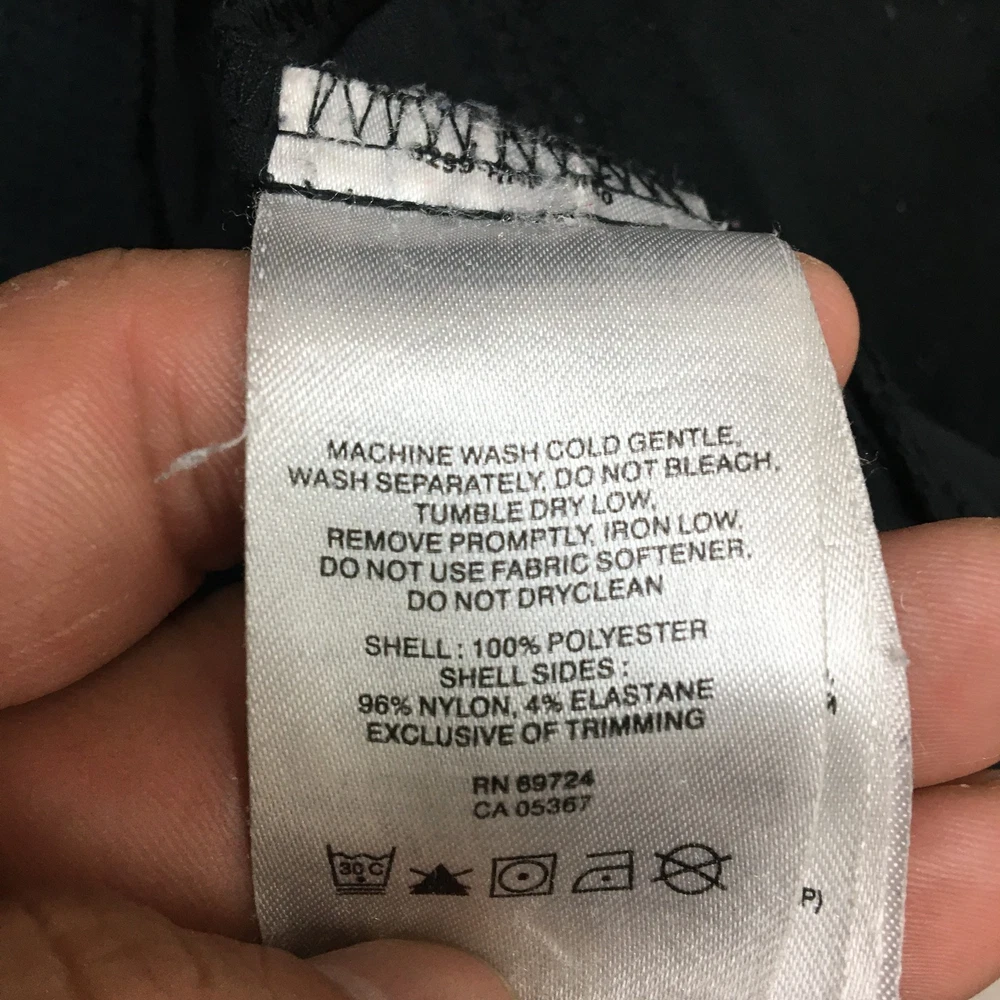 MACHINE WASH COLD GENTLE,
WASH SEPARATELY, DO NOT BLEACH,
TUMBLE DRY LOW,
REMOVE PROMPTLY, IRON LOW.
DO NOT USE FABRIC SOFTENER.
DO NOT DRYCLEAN
SHELL : 100% POLYESTER
SHELL SIDES :
96% NYLON, 4% ELASTANE
EXCLUSIVE OF TRIMMING
RN 69724
CA 05367
30 C
P)